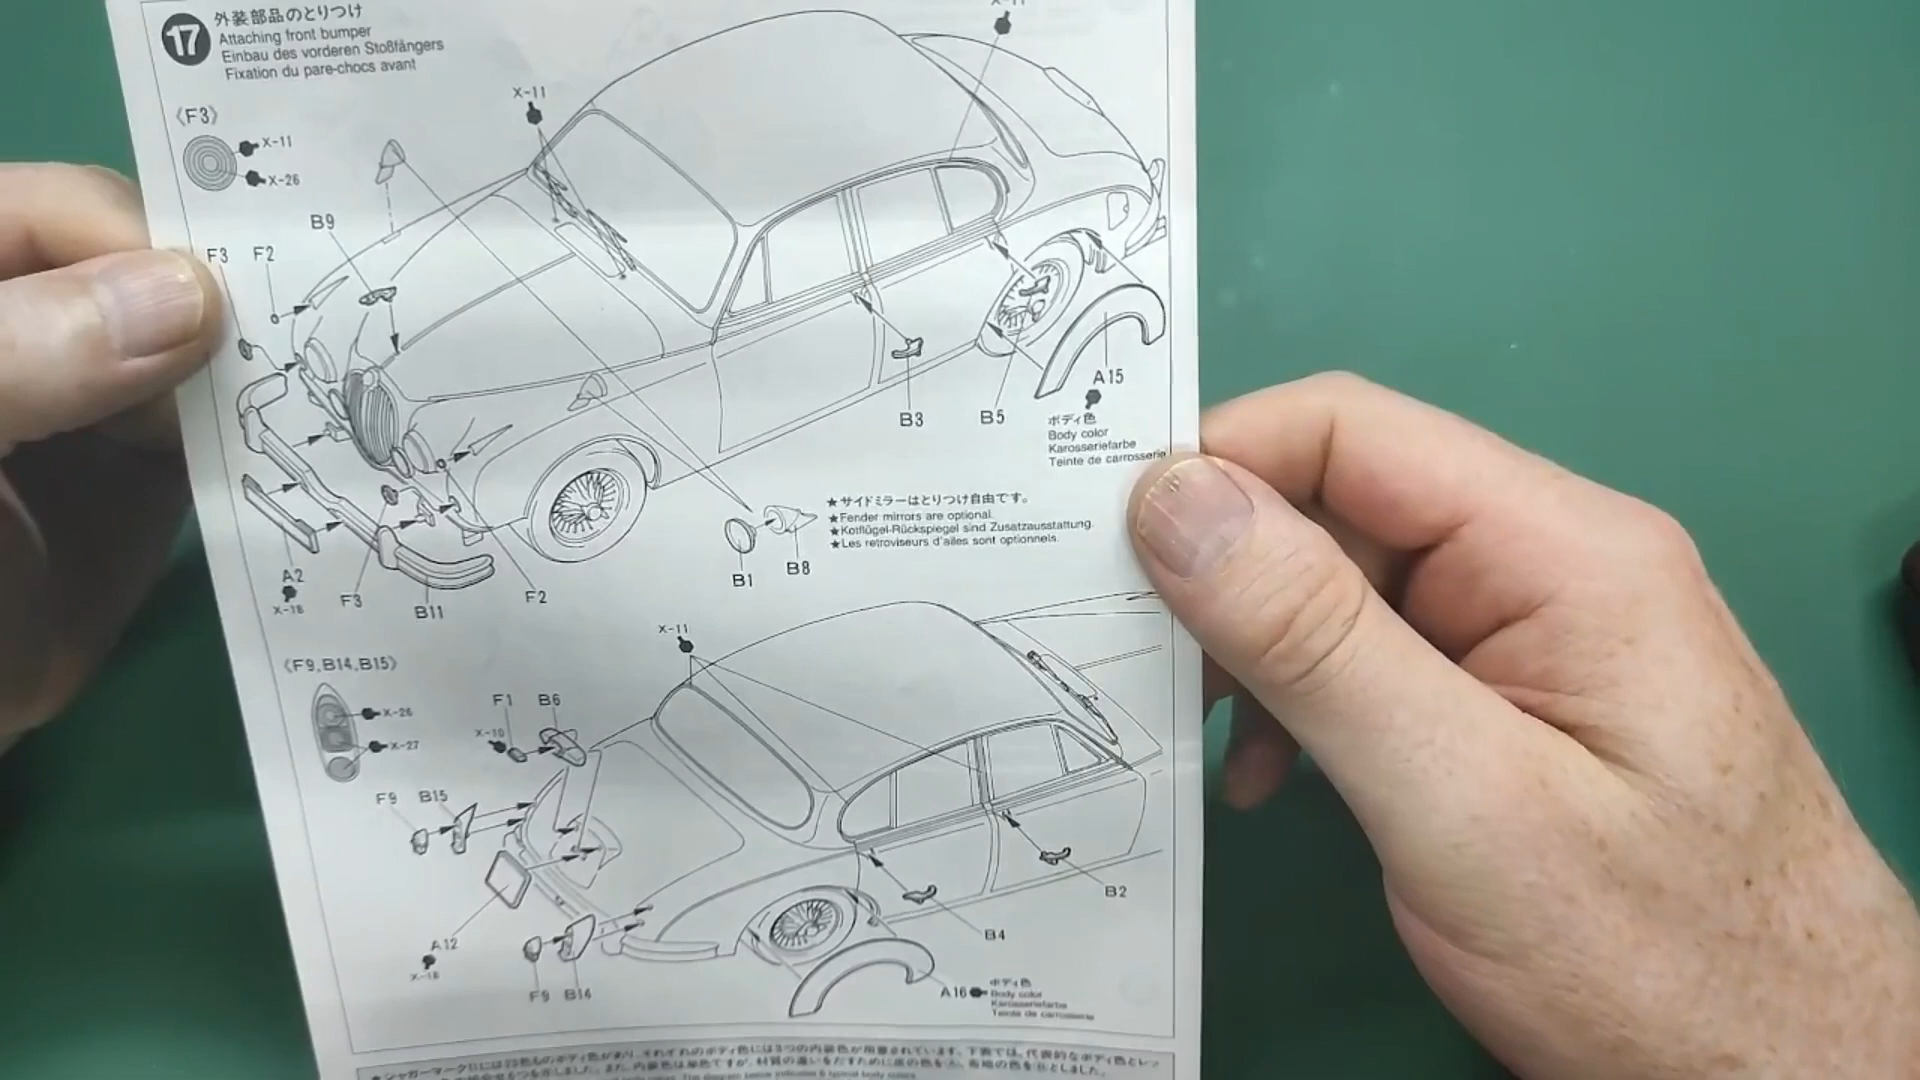 17
外装部品のとりつけ
Attaching front bumper
Einbau des vorderen Stoßfängers
Fixation du pare-chocs avant
X-11
X-11
《F3》
X-11
X-26
B9
F3 F2
B3
B5
A15
ボディ色
Body color
Karosseriefarbe
Teinte de carrosserie
★サイドミラーはとりつけ自由です。
★Fender mirrors are optional.
★Kotflügel-Rückspiegel sind Zusatzausstattung.
★Les retroviseurs d'ailes sont optionnels.
B1
B8
A2
X-18
F3
B11
F2
《F9,B14,B15》
X-26
X-27
X-11
F1 B6
X-10
F9 B15
A12
X-18
F9 B14
B2
B4
A16
ボディ色
Body color
Karosseriefarbe
Teinte de carrosserie